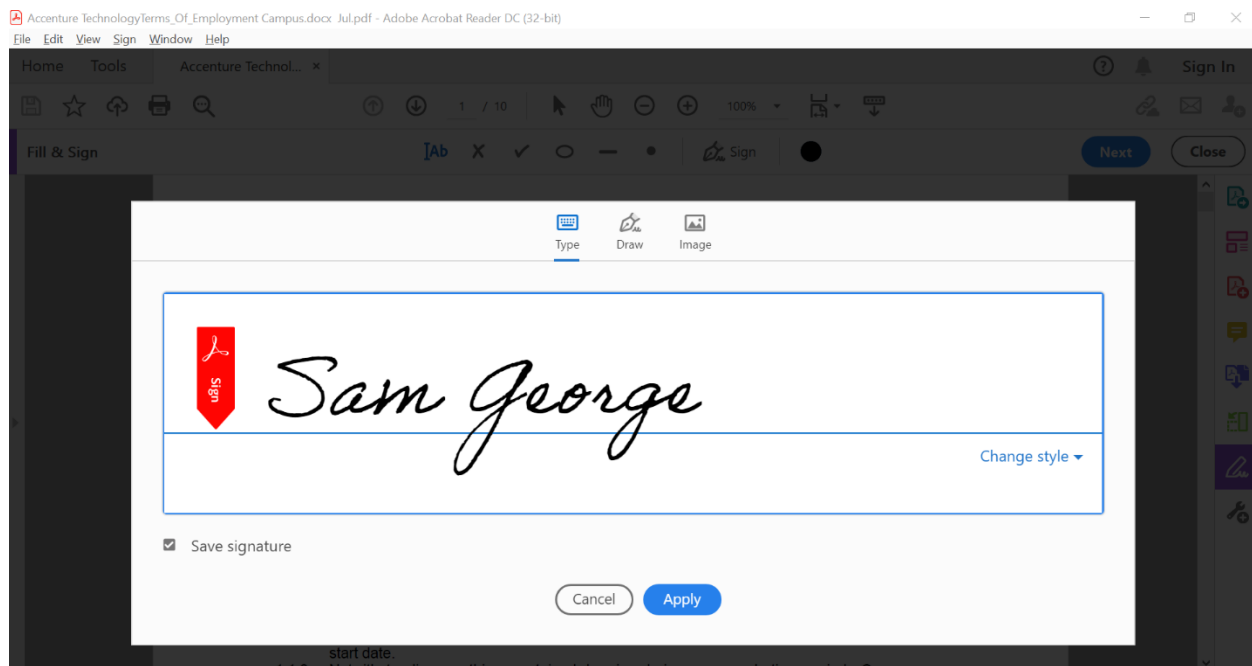 Accenture TechnologyTerms_Of_Employment Campus.docx  Jul.pdf - Adobe Acrobat Reader DC (32-bit)
File Edit View Sign Window Help
Home Tools Accenture Technol... ×
1 / 10 100%
Fill & Sign IAb Sign Next Close
Sign In
Type Draw Image
Sign
Sam George
Change style
Save signature
Cancel Apply
start date.